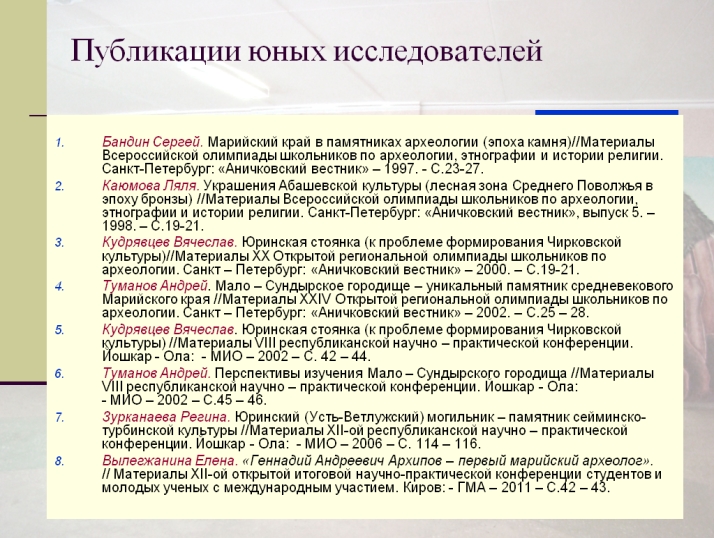 Публикации юных исследователей
1. Бандин Сергей. Марийский край в памятниках археологии (эпоха камня)//Материалы
Всероссийской олимпиады школьников по археологии, этнографии и истории религии.
Санкт-Петербург: «Аничковский вестник» – 1997. - С.23-27.
2. Каюмова Ляля. Украшения Абашевской культуры (лесная зона Среднего Поволжья в
эпоху бронзы) //Материалы Всероссийской олимпиады школьников по археологии,
этнографии и истории религии. Санкт-Петербург: «Аничковский вестник», выпуск 5. –
1998. – С.19-21.
3. Кудрявцев Вячеслав. Юринская стоянка (к проблеме формирования Чирковской
культуры)//Материалы XX Открытой региональной олимпиады школьников по
археологии. Санкт – Петербург: «Аничковский вестник» – 2000. – С.19-21.
4. Туманов Андрей. Мало – Сундырское городище – уникальный памятник средневекового
Марийского края //Материалы XXIV Открытой региональной олимпиады школьников по
археологии. Санкт – Петербург: «Аничковский вестник» – 2002. – С.25 – 28.
5. Кудрявцев Вячеслав. Юринская стоянка (к проблеме формирования Чирковской
культуры) //Материалы VIII республиканской научно – практической конференции.
Йошкар - Ола: - МИО – 2002 – С. 42 – 44.
6. Туманов Андрей. Перспективы изучения Мало – Сундырского городища //Материалы
VIII республиканской научно – практической конференции. Йошкар - Ола:
- МИО – 2002 – С.45 – 46.
7. Зурканаева Регина. Юринский (Усть-Ветлужский) могильник – памятник сейминско-
турбинской культуры //Материалы XII-ой республиканской научно – практической
конференции. Йошкар - Ола: - МИО – 2006 – С. 114 – 116.
8. Вылегжанина Елена. «Геннадий Андреевич Архипов – первый марийский археолог».
// Материалы XII-ой открытой итоговой научно-практической конференции студентов и
молодых ученых с международным участием. Киров: - ГМА – 2011 – С.42 – 43.